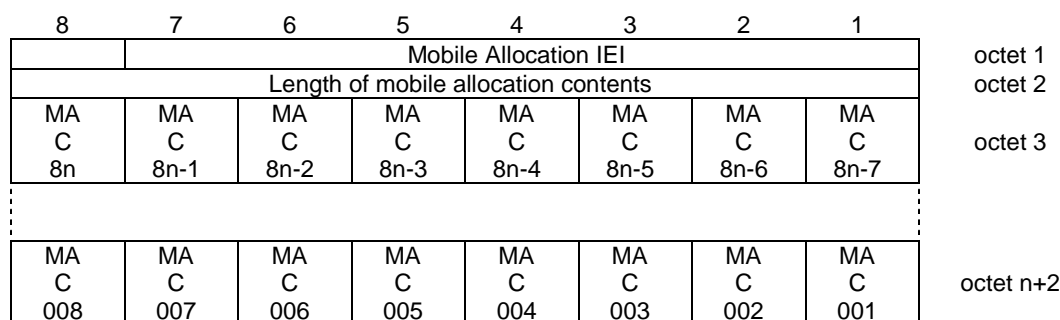 8 7 6 5 4 3 2 1
Mobile Allocation IEI octet 1
Length of mobile allocation contents octet 2
MA MA MA MA MA MA MA MA
C C C C C C C C octet 3
8n 8n-1 8n-2 8n-3 8n-4 8n-5 8n-6 8n-7
MA MA MA MA MA MA MA MA
C C C C C C C C octet n+2
008 007 006 005 004 003 002 001